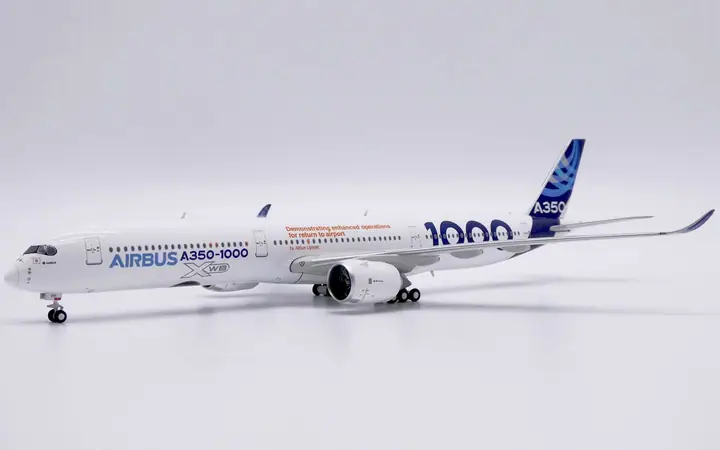 AIRBUS A350-1000
XWB
Demonstrating enhanced operations
for return to airport
1000
A350